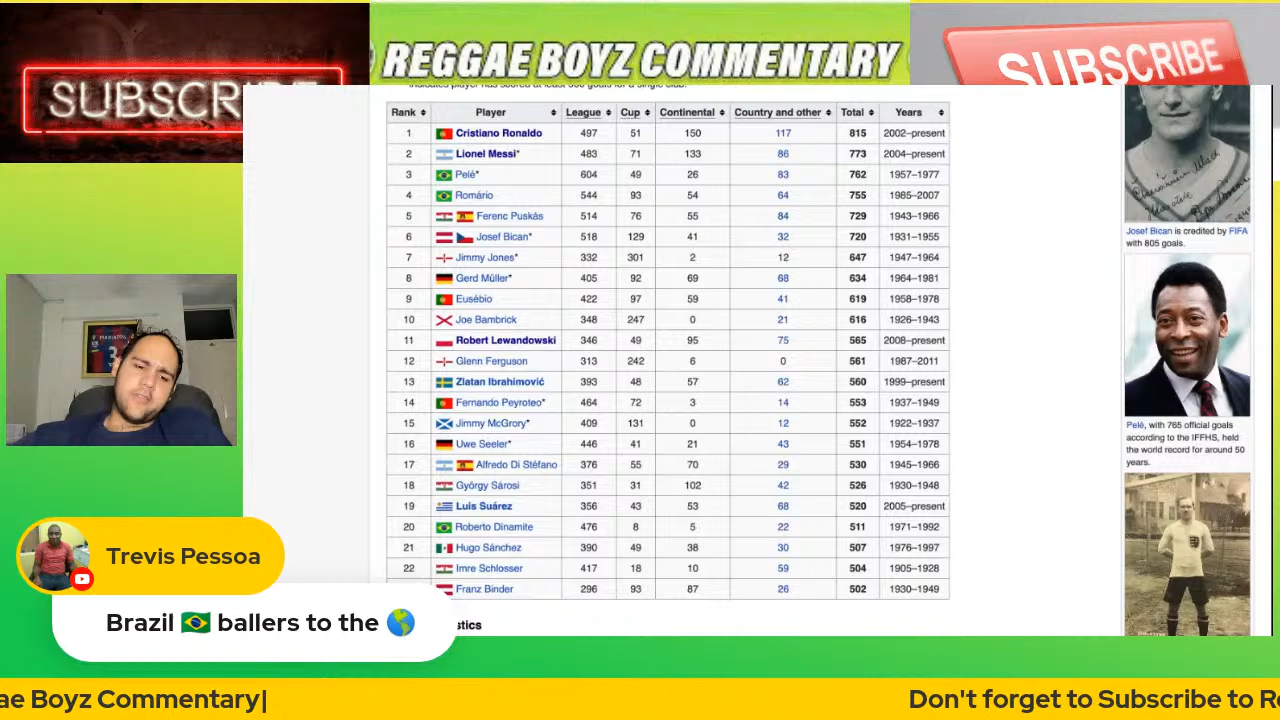 SUBSCR
REGGAE BOYZ COMMENTARY
SUBSCRIBE
Rank Player League Cup Continental Country and other Total Years
1 Cristiano Ronaldo 497 51 150 117 815 2002–present
2 Lionel Messi* 483 71 133 86 773 2004–present
3 Pelé* 604 49 26 83 762 1957–1977
4 Romário 544 93 54 64 755 1985–2007
5 Ferenc Puskás 514 76 55 84 729 1943–1966
6 Josef Bican* 518 129 41 32 720 1931–1955
7 Jimmy Jones* 332 301 2 12 647 1947–1964
8 Gerd Müller* 405 92 69 68 634 1964–1981
9 Eusébio 422 97 59 41 619 1958–1978
10 Joe Bambrick 348 247 0 21 616 1926–1943
11 Robert Lewandowski 346 49 95 75 565 2008–present
12 Glenn Ferguson 313 242 6 0 561 1987–2011
13 Zlatan Ibrahimović 393 48 57 62 560 1999–present
14 Fernando Peyroteo* 464 72 3 14 553 1937–1949
15 Jimmy McGrory* 409 131 0 12 552 1922–1937
16 Uwe Seeler* 446 41 21 43 551 1954–1978
17 Alfredo Di Stéfano 376 55 70 29 530 1945–1966
18 György Sárosi 351 31 102 42 526 1930–1948
19 Luis Suárez 356 43 53 68 520 2005–present
20 Roberto Dinamite 476 8 5 22 511 1971–1992
21 Hugo Sánchez 390 49 38 30 507 1976–1997
22 Imre Schlosser 417 18 10 59 504 1905–1928
Franz Binder 296 93 87 26 502 1930–1949
stics
Josef Bican is credited by FIFA
with 805 goals.
Pelé, with 765 official goals
according to the IFFHS, held
the world record for around 50
years.
MARIAPPA
3
Trevis Pessoa
Brazil 🇧🇷 ballers to the 🌎
ae Boyz Commentary|
Don't forget to Subscribe to Re